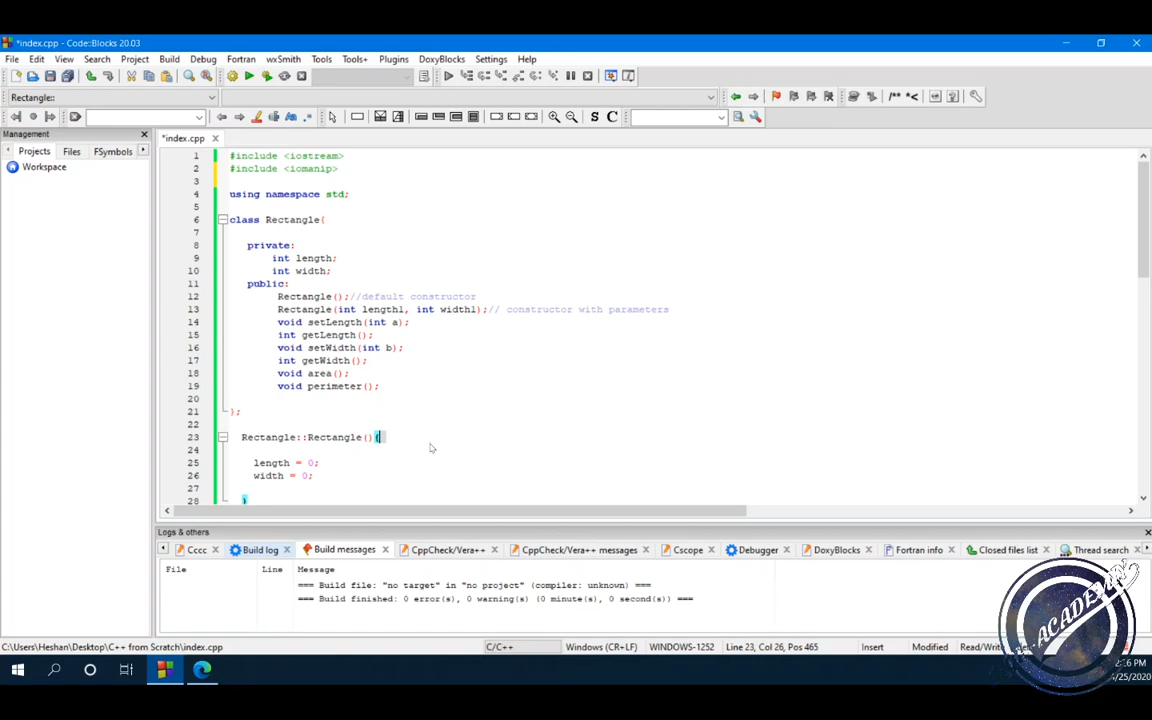 *index.cpp - Code::Blocks 20.03
File Edit View Search Project Build Debug Fortran wxSmith Tools Tools+ Plugins DoxyBlocks Settings Help
Rectangle::
/** *<
S C
Management
*index.cpp
Projects Files FSymbols
Workspace
1 #include <iostream>
2 #include <iomanip>
3
4 using namespace std;
5
6 class Rectangle{
7
8 private:
9 int length;
10 int width;
11 public:
12 Rectangle();//default constructor
13 Rectangle(int length1, int width1);// constructor with parameters
14 void setLength(int a);
15 int getLength();
16 void setWidth(int b);
17 int getWidth();
18 void area();
19 void perimeter();
20
21 };
22
23 Rectangle::Rectangle(){
24
25 length = 0;
26 width = 0;
27
28 }
Logs & others
Cccc Build log Build messages CppCheck/Vera++ CppCheck/Vera++ messages Cscope Debugger DoxyBlocks Fortran info Closed files list Thread search
File Line Message
=== Build file: "no target" in "no project" (compiler: unknown) ===
=== Build finished: 0 error(s), 0 warning(s) (0 minute(s), 0 second(s)) ===
C:\Users\Heshan\Desktop\C++ from Scratch\index.cpp C/C++ Windows (CR+LF) WINDOWS-1252 Line 23, Col 26, Pos 465 Insert Modified Read/Write
ACADEMY
:16 PM
/25/2020